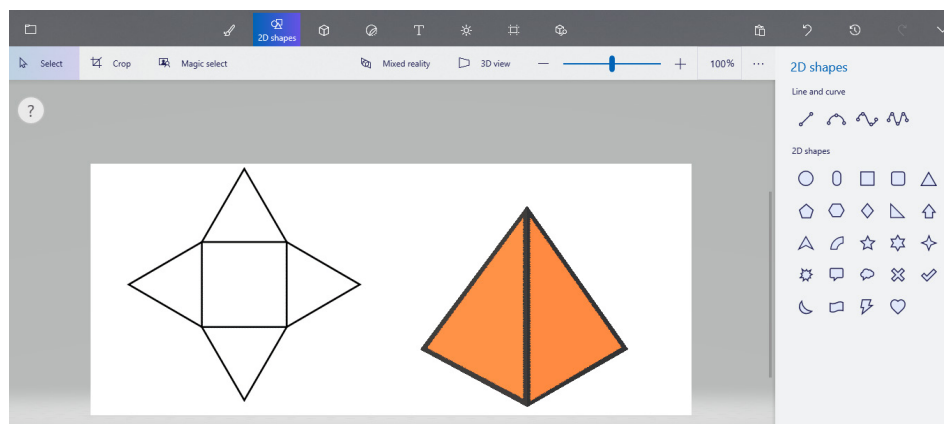 T
2D shapes
Select Crop Magic select Mixed reality 3D view 100% ...
2D shapes
Line and curve
?
2D shapes